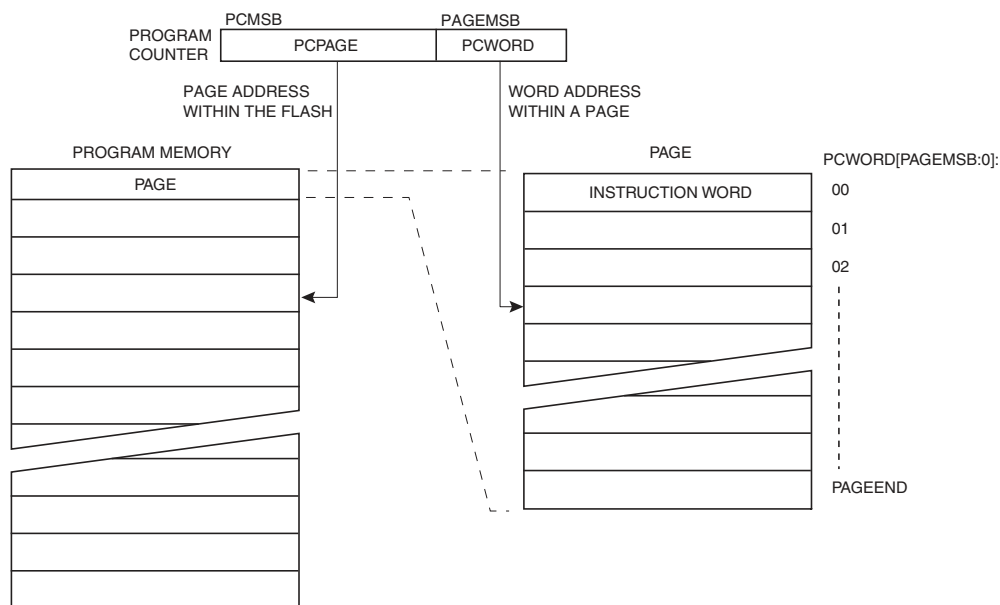 PCMSB
PAGEMSB
PROGRAM
COUNTER
PCPAGE
PCWORD
PAGE ADDRESS
WITHIN THE FLASH
WORD ADDRESS
WITHIN A PAGE
PROGRAM MEMORY
PAGE
PAGE
PCWORD[PAGEMSB:0]:
INSTRUCTION WORD
00
01
02
PAGEEND